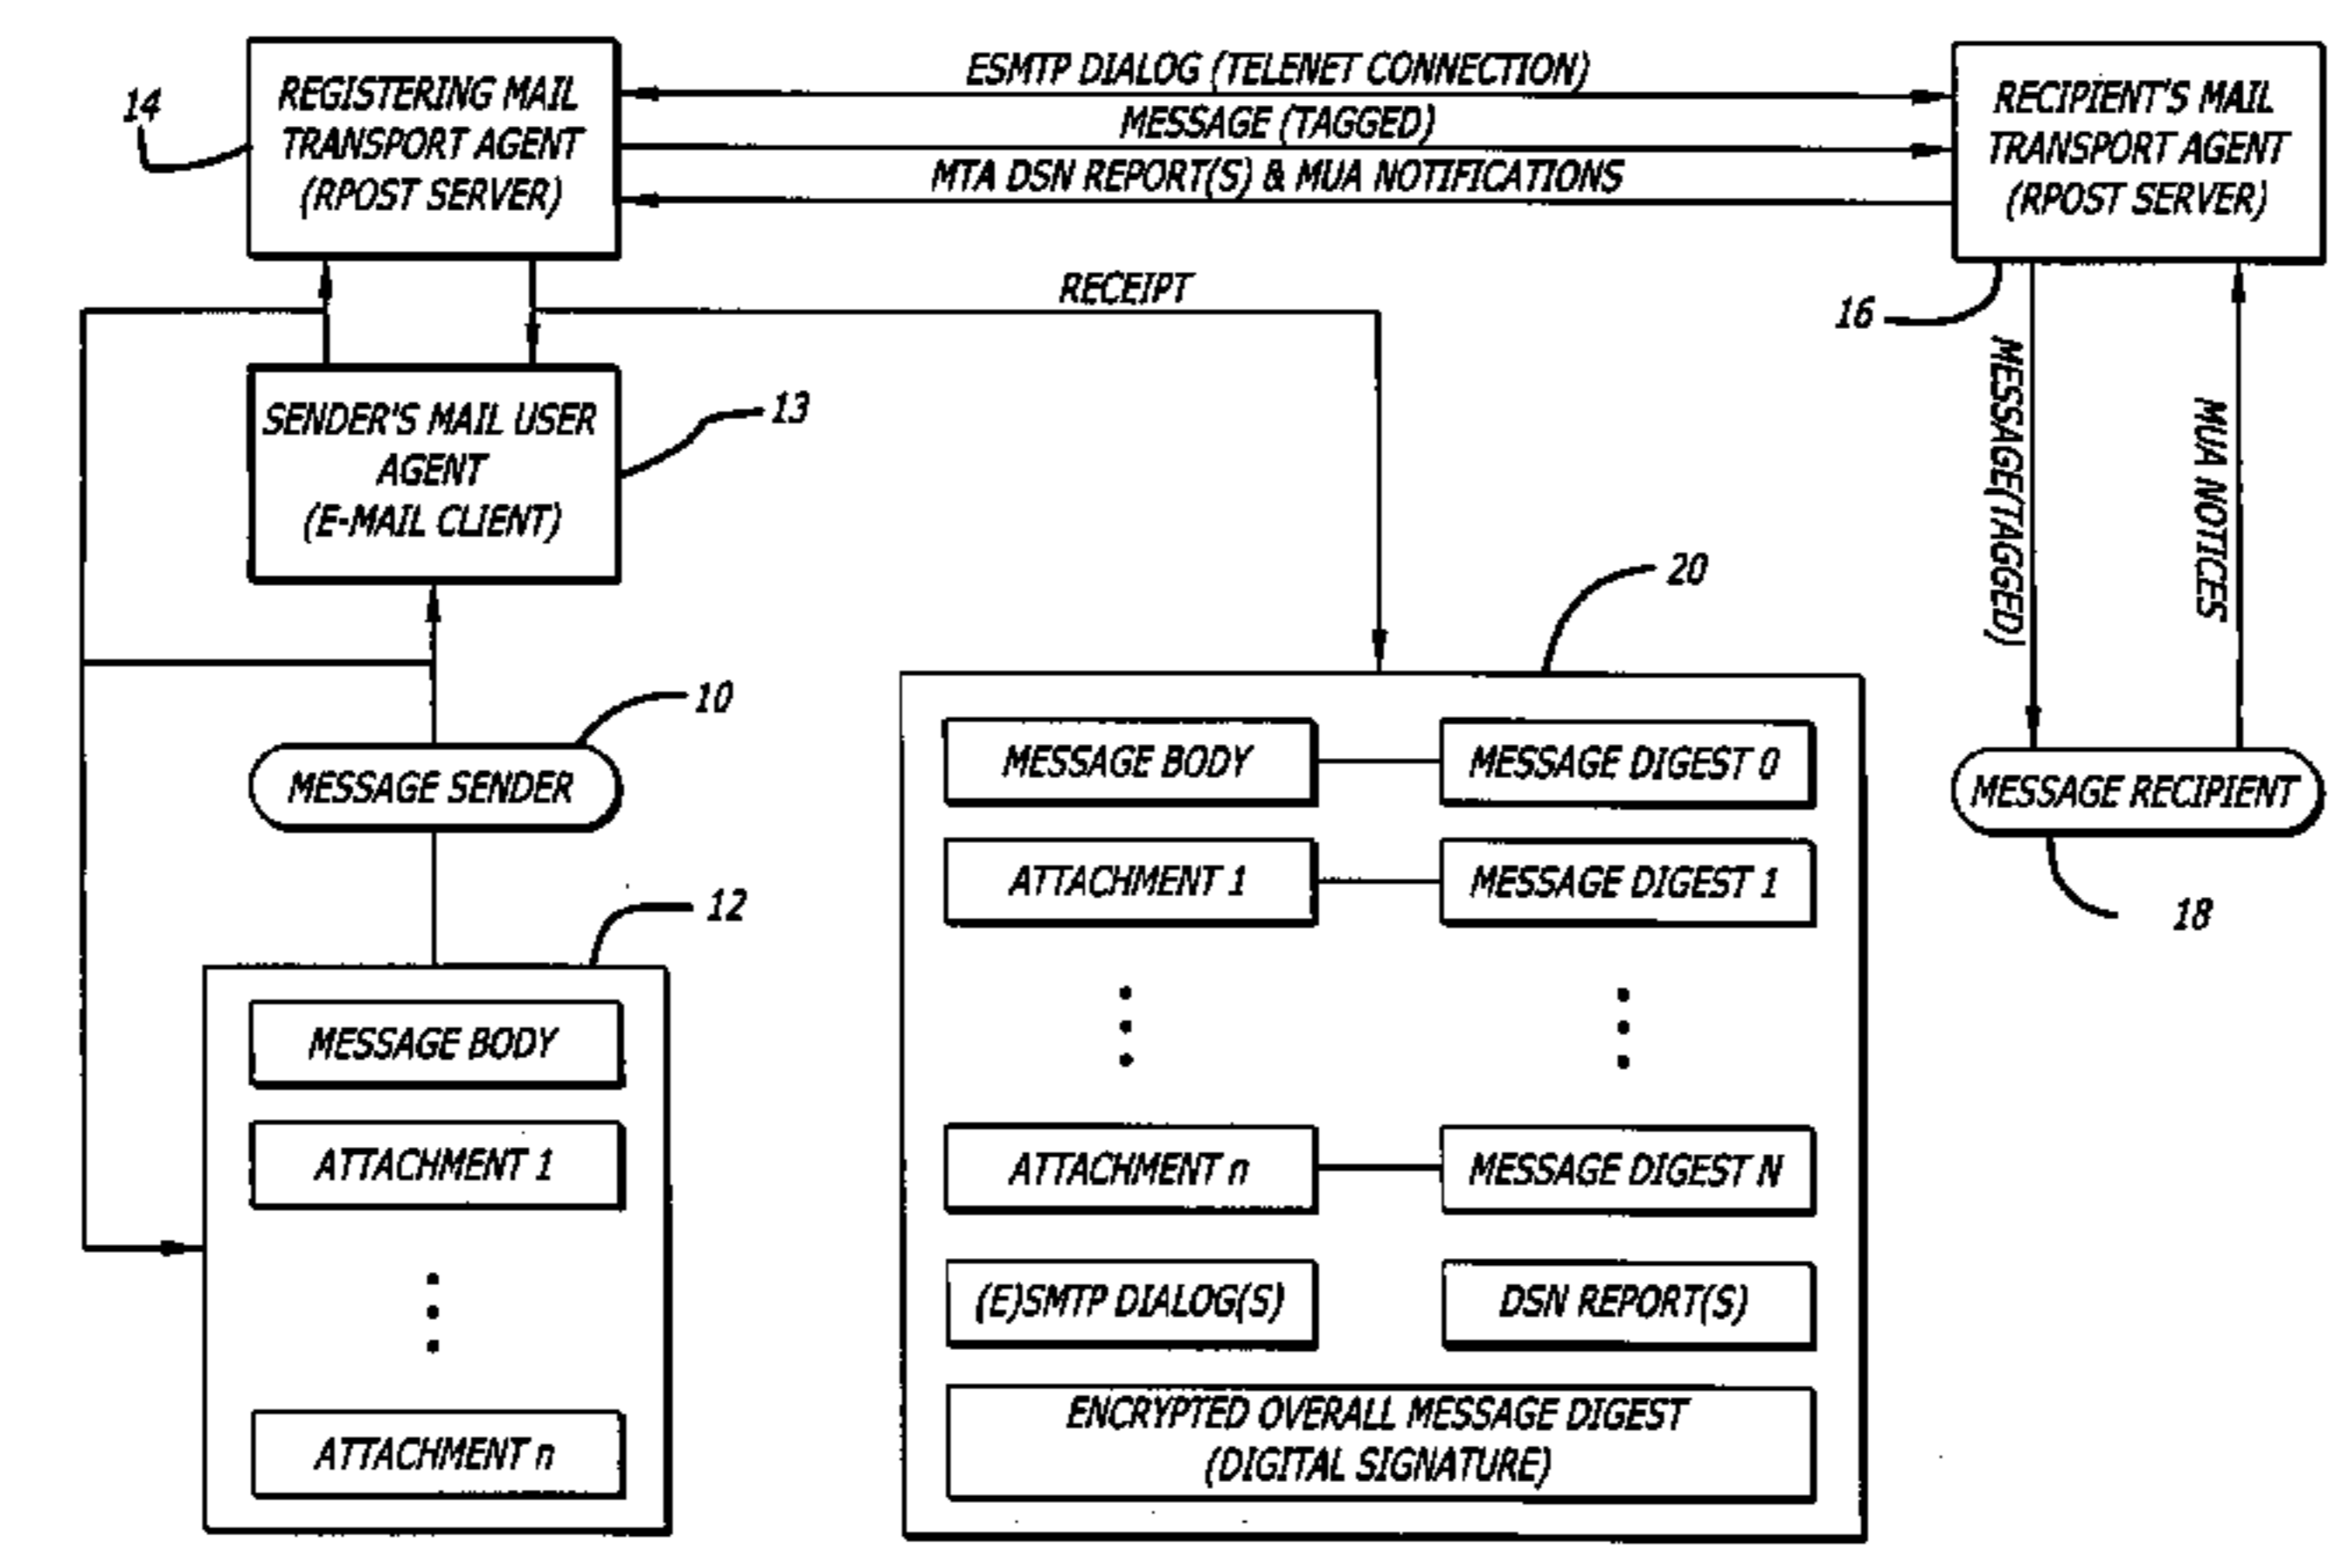 14
REGISTERING MAIL
TRANSPORT AGENT
(RPOST SERVER)
ESMTP DIALOG (TELENET CONNECTION)
MESSAGE (TAGGED)
MTA DSN REPORT(S) & MUA NOTIFICATIONS
RECIPIENT'S MAIL
TRANSPORT AGENT
(RPOST SERVER)
16
RECEIPT
SENDER'S MAIL USER
AGENT
(E-MAIL CLIENT)
13
MESSAGE(TAGGED)
MUA NOTICES
10
MESSAGE SENDER
12
MESSAGE BODY
ATTACHMENT 1
ATTACHMENT n
20
MESSAGE BODY
MESSAGE DIGEST 0
ATTACHMENT 1
MESSAGE DIGEST 1
ATTACHMENT n
MESSAGE DIGEST N
(E)SMTP DIALOG(S)
DSN REPORT(S)
ENCRYPTED OVERALL MESSAGE DIGEST
(DIGITAL SIGNATURE)
MESSAGE RECIPIENT
18